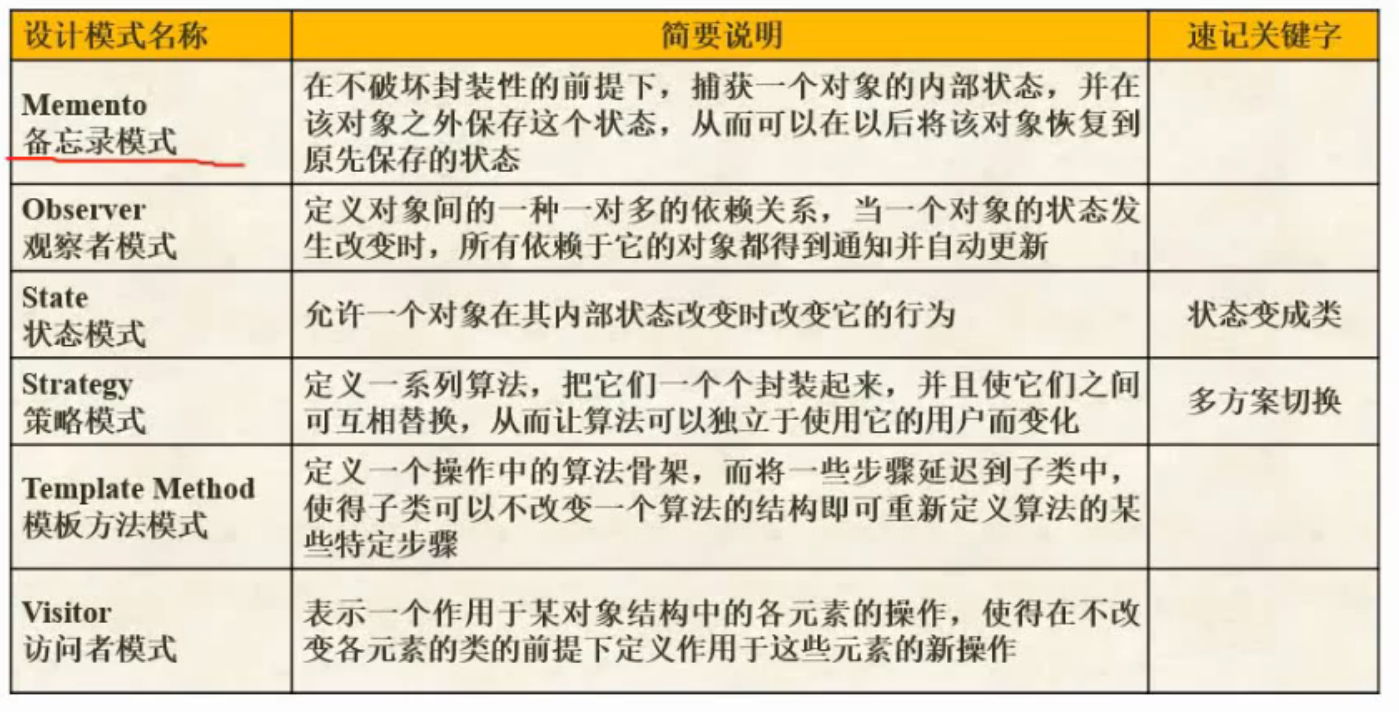 设计模式名称 简要说明 速记关键字
Memento
备忘录模式
在不破坏封装性的前提下，捕获一个对象的内部状态，并在
该对象之外保存这个状态，从而可以在以后将该对象恢复到
原先保存的状态
Observer
观察者模式
定义对象间的一种一对多的依赖关系，当一个对象的状态发
生改变时，所有依赖于它的对象都得到通知并自动更新
State
状态模式
允许一个对象在其内部状态改变时改变它的行为
状态变成类
Strategy
策略模式
定义一系列算法，把它们一个个封装起来，并且使它们之间
可互相替换，从而让算法可以独立于使用它的用户而变化
多方案切换
Template Method
模板方法模式
定义一个操作中的算法骨架，而将一些步骤延迟到子类中，
使得子类可以不改变一个算法的结构即可重新定义算法的某
些特定步骤
Visitor
访问者模式
表示一个作用于某对象结构中的各元素的操作，使得在不改
变各元素的类的前提下定义作用于这些元素的新操作